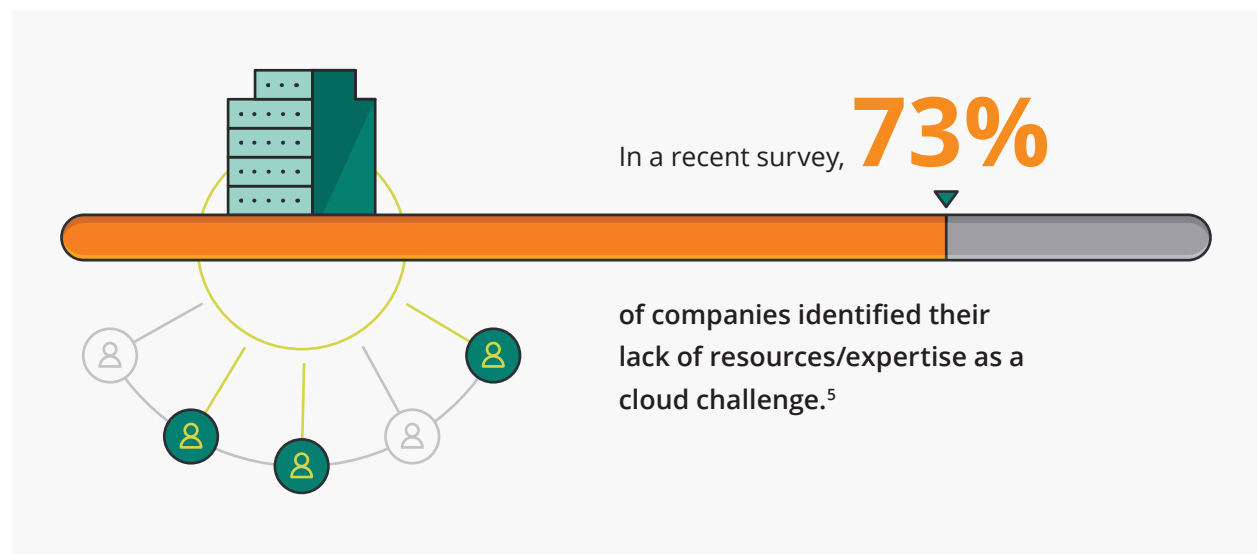 In a recent survey, 73%
of companies identified their
lack of resources/expertise as a
cloud challenge.5